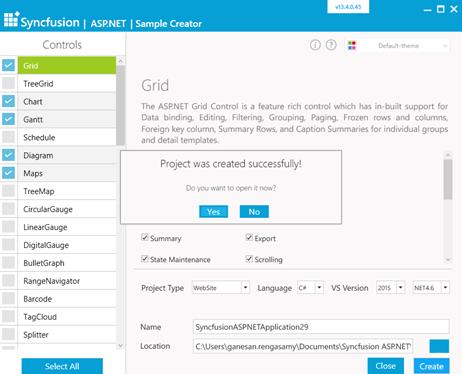 v13.4.0.45
Syncfusion | ASP.NET | Sample Creator
Controls
Default-theme
Grid
TreeGrid
Chart
Gantt
Schedule
Diagram
Maps
TreeMap
CircularGauge
LinearGauge
DigitalGauge
BulletGraph
RangeNavigator
Barcode
TagCloud
Splitter
Select All
Grid
The ASP.NET Grid Control is a feature rich control which has in-built support for
Data binding, Editing, Filtering, Grouping, Paging, Frozen rows and columns,
Foreign key column, Summary Rows, and Caption Summaries for individual groups
and detail templates.
Project was created successfully!
Do you want to open it now?
Yes No
Summary Export
State Maintenance Scrolling
Project Type WebSite Language C# VS Version 2015 .NET4.6
Name SyncfusionASPNETApplication29
Location C:\Users\ganesan.rengasamy\Documents\Syncfusion ASP.NET\
Close Create